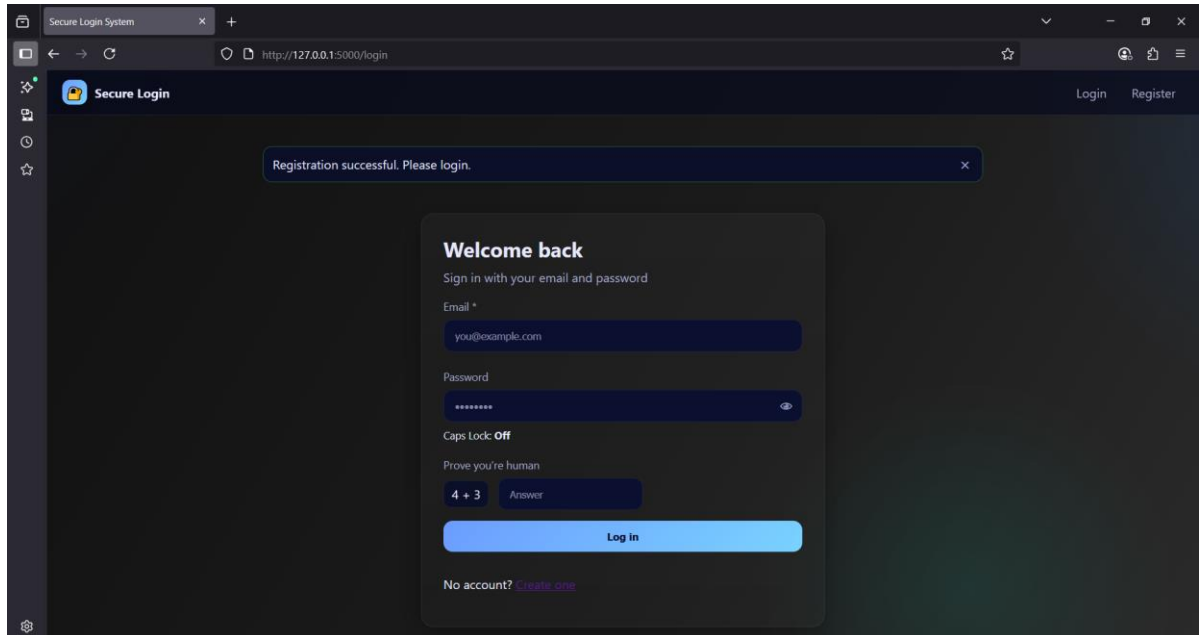 Secure Login System
http://127.0.0.1:5000/login
Secure Login
Login Register
Registration successful. Please login.
Welcome back
Sign in with your email and password
Email *
you@example.com
Password
••••••••
Caps Lock: Off
Prove you're human
4 + 3 Answer
Log in
No account? Create one